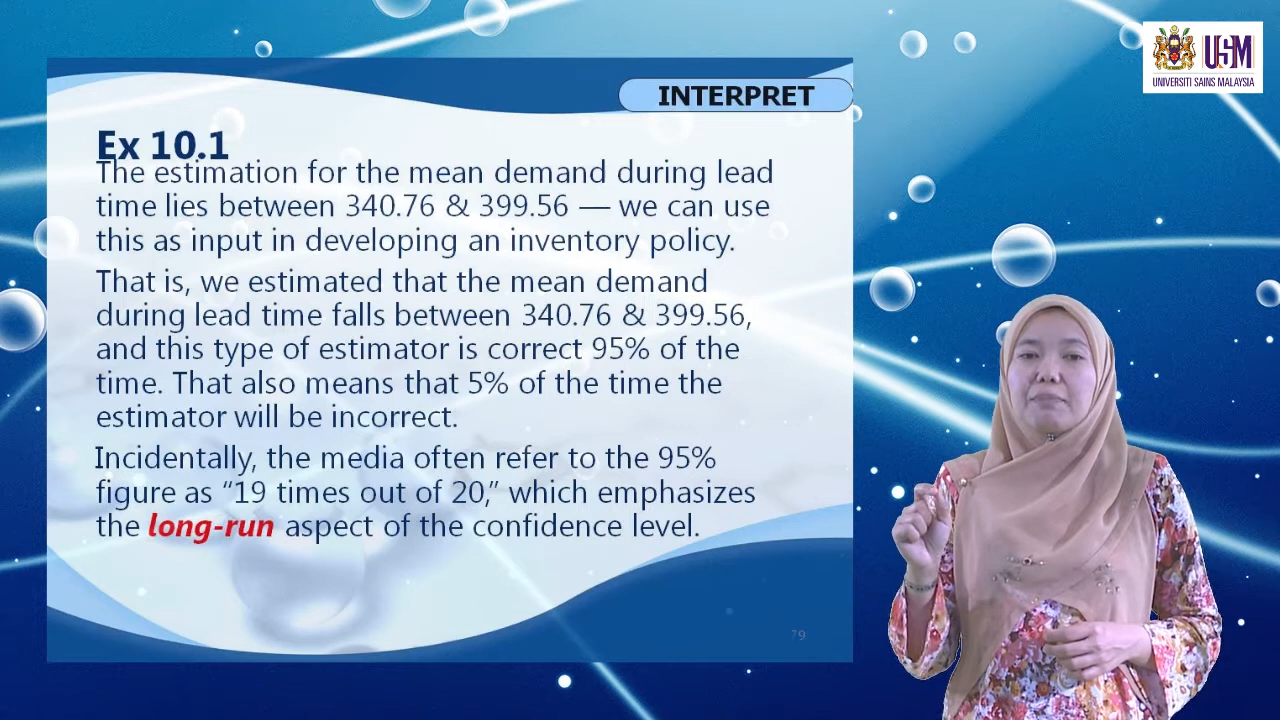 USM
UNIVERSITI SAINS MALAYSIA
INTERPRET
Ex 10.1
The estimation for the mean demand during lead
time lies between 340.76 & 399.56 — we can use
this as input in developing an inventory policy.
That is, we estimated that the mean demand
during lead time falls between 340.76 & 399.56,
and this type of estimator is correct 95% of the
time. That also means that 5% of the time the
estimator will be incorrect.
Incidentally, the media often refer to the 95%
figure as “19 times out of 20,” which emphasizes
the long-run aspect of the confidence level.
79